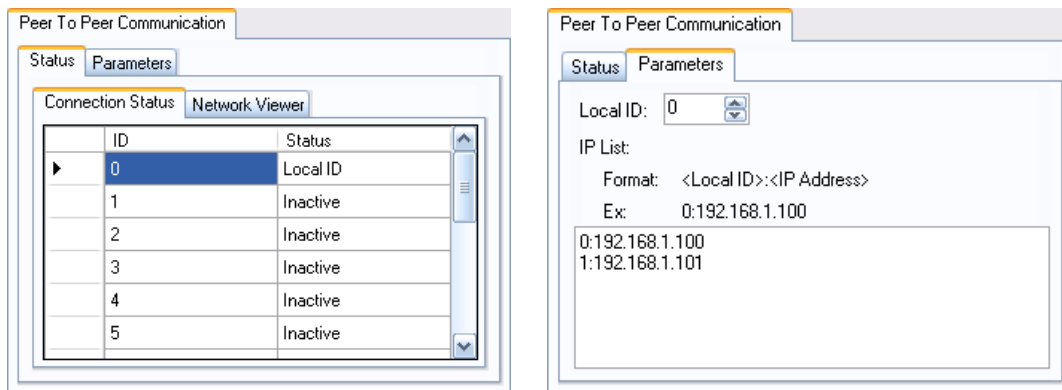 Peer To Peer Communication
Status Parameters
Connection Status Network Viewer
ID Status
0 Local ID
1 Inactive
2 Inactive
3 Inactive
4 Inactive
5 Inactive
Peer To Peer Communication
Status Parameters
Local ID: 0
IP List:
Format: <Local ID>:<IP Address>
Ex: 0:192.168.1.100
0:192.168.1.100
1:192.168.1.101